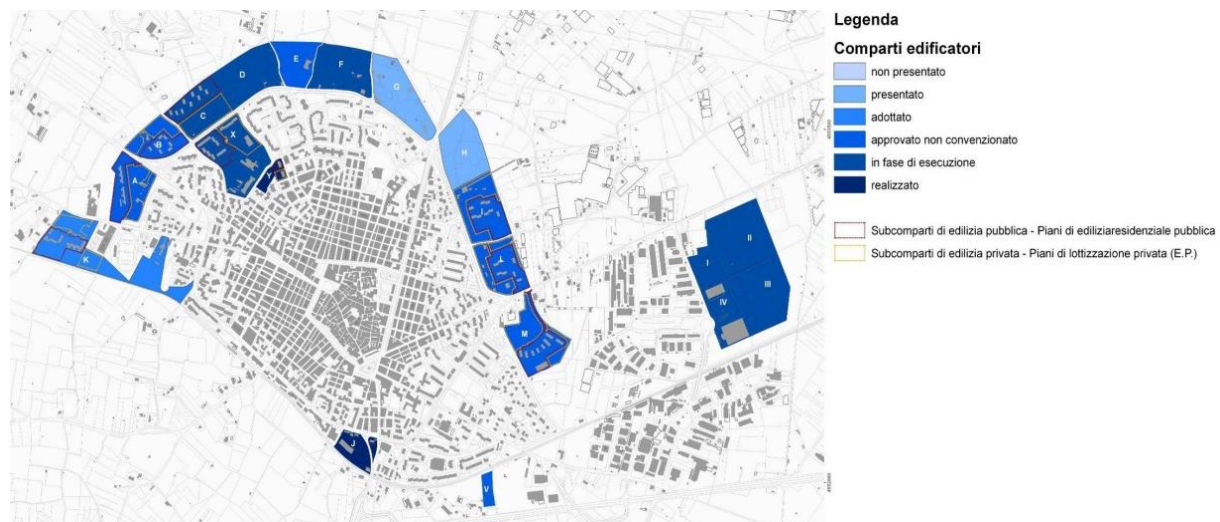 Legenda
Comparti edificatori
non presentato
presentato
adottato
approvato non convenzionato
in fase di esecuzione
realizzato
Subcomparti di edilizia pubblica - Piani di ediliziaresidenziale pubblica
Subcomparti di edilizia privata - Piani di lottizzazione privata (E.P.)
E
D
F
G
C
X
B
H
Y
A
I
L
K
II
I
III
IV
M
J
V